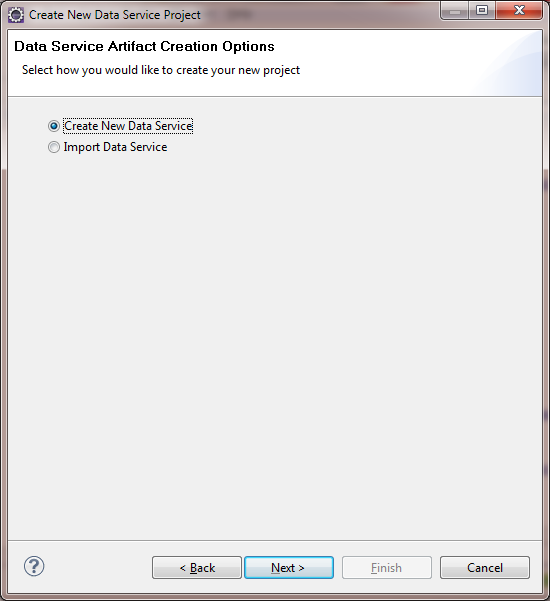 Create New Data Service Project
Data Service Artifact Creation Options
Select how you would like to create your new project
Create New Data Service
Import Data Service
?
< Back
Next >
Finish
Cancel